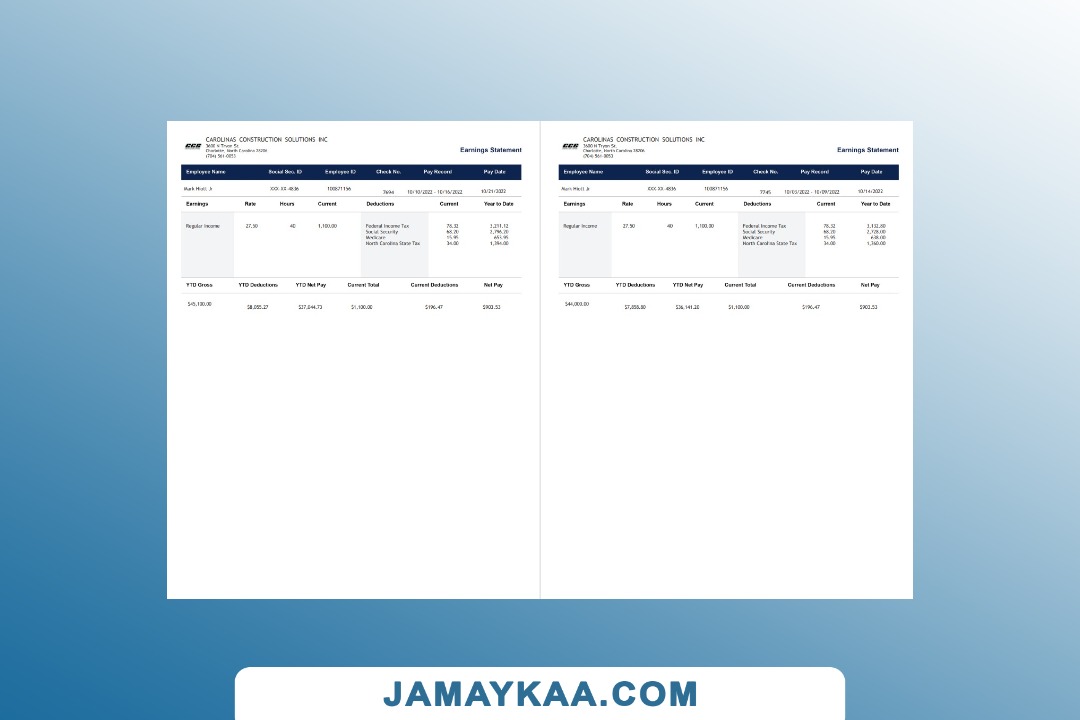 CAROLINAS CONSTRUCTION SOLUTIONS INC
3600 N Tryon St.
Charlotte, North Carolina 28206
(704) 561-0053
Earnings Statement
Employee Name Social Sec. ID Employee ID Check No. Pay Record Pay Date
Mark Hiott Jr XXX-XX-4836 100871156 7694 10/10/2022 - 10/16/2022 10/21/2022
Earnings Rate Hours Current Deductions Current Year to Date
Regular Income 27.50 40 1,100.00 Federal Income Tax 78.32 3,211.12
Social Security 68.20 2,796.20
Medicare 15.95 653.95
North Carolina State Tax 34.00 1,394.00
YTD Gross YTD Deductions YTD Net Pay Current Total Current Deductions Net Pay
$45,100.00 $8,055.27 $37,044.73 $1,100.00 $196.47 $903.53
CAROLINAS CONSTRUCTION SOLUTIONS INC
3600 N Tryon St.
Charlotte, North Carolina 28206
(704) 561-0053
Earnings Statement
Employee Name Social Sec. ID Employee ID Check No. Pay Record Pay Date
Mark Hiott Jr XXX-XX-4836 100871156 7745 10/03/2022 - 10/09/2022 10/14/2022
Earnings Rate Hours Current Deductions Current Year to Date
Regular Income 27.50 40 1,100.00 Federal Income Tax 78.32 3,132.80
Social Security 68.20 2,728.00
Medicare 15.95 638.00
North Carolina State Tax 34.00 1,360.00
YTD Gross YTD Deductions YTD Net Pay Current Total Current Deductions Net Pay
$44,000.00 $7,858.80 $36,141.20 $1,100.00 $196.47 $903.53
JAMAYKAA.COM